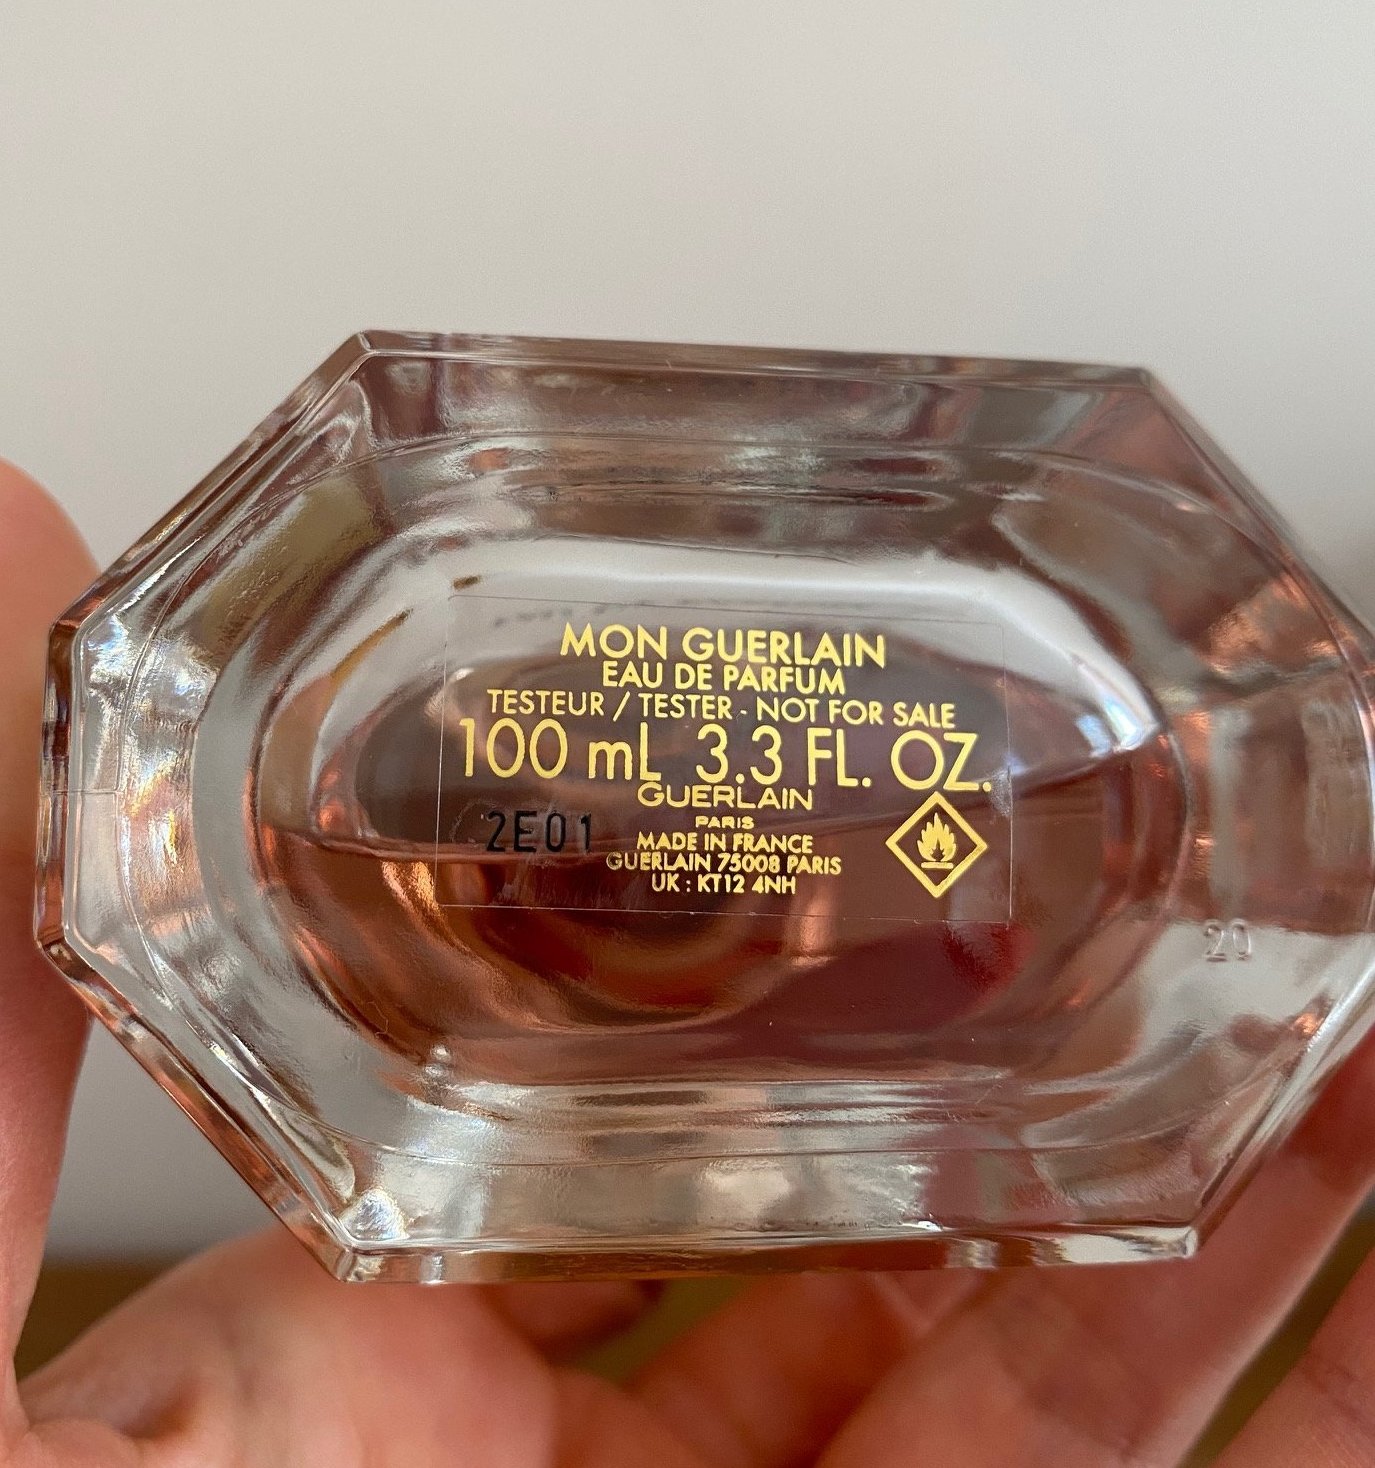 MON GUERLAIN
EAU DE PARFUM
TESTEUR / TESTER - NOT FOR SALE
100 mL 3.3 FL. OZ.
GUERLAIN
PARIS
2E01
MADE IN FRANCE
GUERLAIN 75008 PARIS
UK : KT12 4NH
20